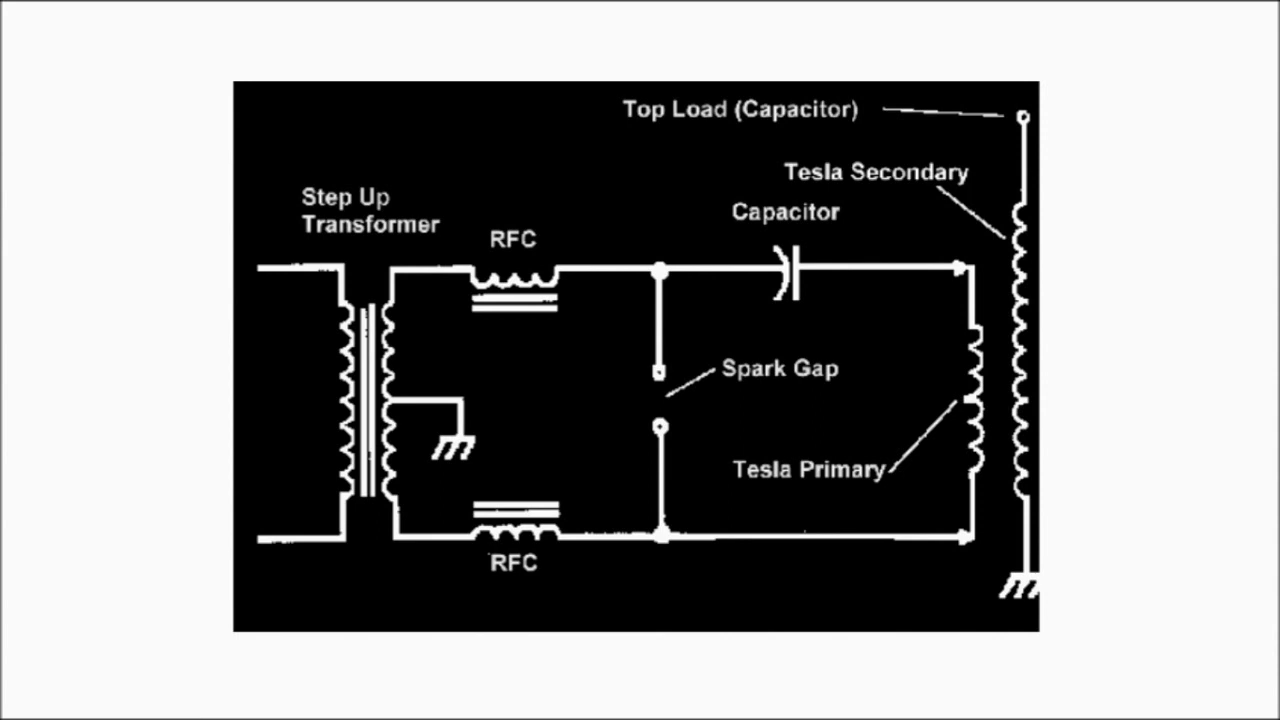 Top Load (Capacitor)
Tesla Secondary
Step Up
Transformer
Capacitor
RFC
Spark Gap
Tesla Primary
RFC